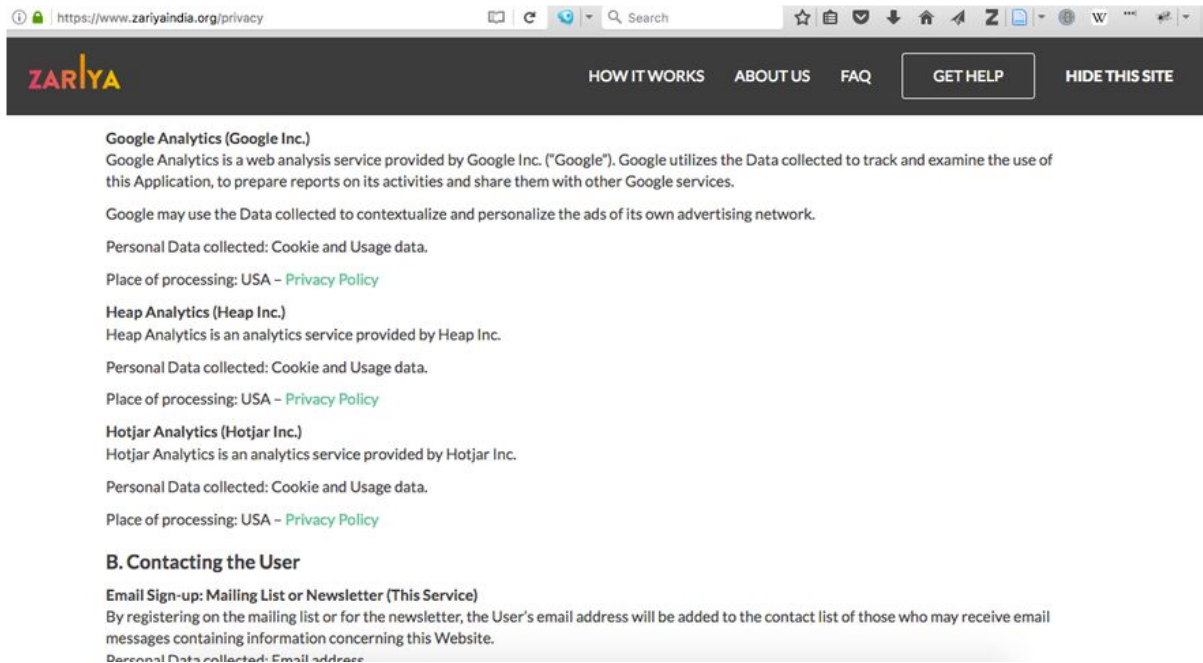 https://www.zariyaindia.org/privacy
Search
Z
W
ZARIYA
HOW IT WORKS
ABOUT US
FAQ
GET HELP
HIDE THIS SITE
Google Analytics (Google Inc.)
Google Analytics is a web analysis service provided by Google Inc. (“Google”). Google utilizes the Data collected to track and examine the use of
this Application, to prepare reports on its activities and share them with other Google services.
Google may use the Data collected to contextualize and personalize the ads of its own advertising network.
Personal Data collected: Cookie and Usage data.
Place of processing: USA – Privacy Policy
Heap Analytics (Heap Inc.)
Heap Analytics is an analytics service provided by Heap Inc.
Personal Data collected: Cookie and Usage data.
Place of processing: USA – Privacy Policy
Hotjar Analytics (Hotjar Inc.)
Hotjar Analytics is an analytics service provided by Hotjar Inc.
Personal Data collected: Cookie and Usage data.
Place of processing: USA – Privacy Policy
B. Contacting the User
Email Sign-up: Mailing List or Newsletter (This Service)
By registering on the mailing list or for the newsletter, the User’s email address will be added to the contact list of those who may receive email
messages containing information concerning this Website.
Personal Data collected: Email address